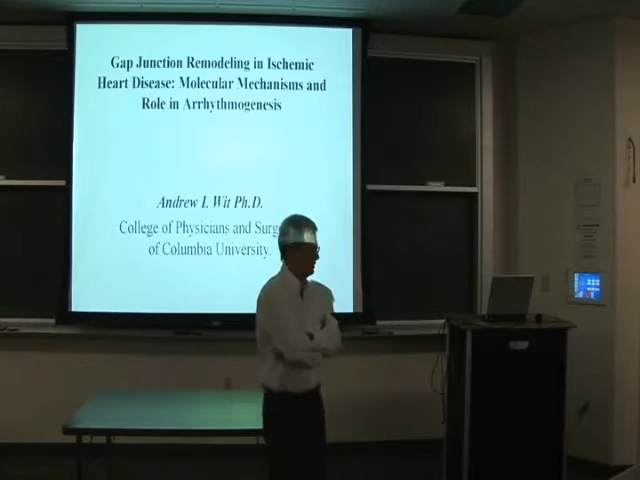 Gap Junction Remodeling in Ischemic
Heart Disease: Molecular Mechanisms and
Role in Arrhythmogenesis
Andrew I. Wit Ph.D.
College of Physicians and Surg
of Columbia University.